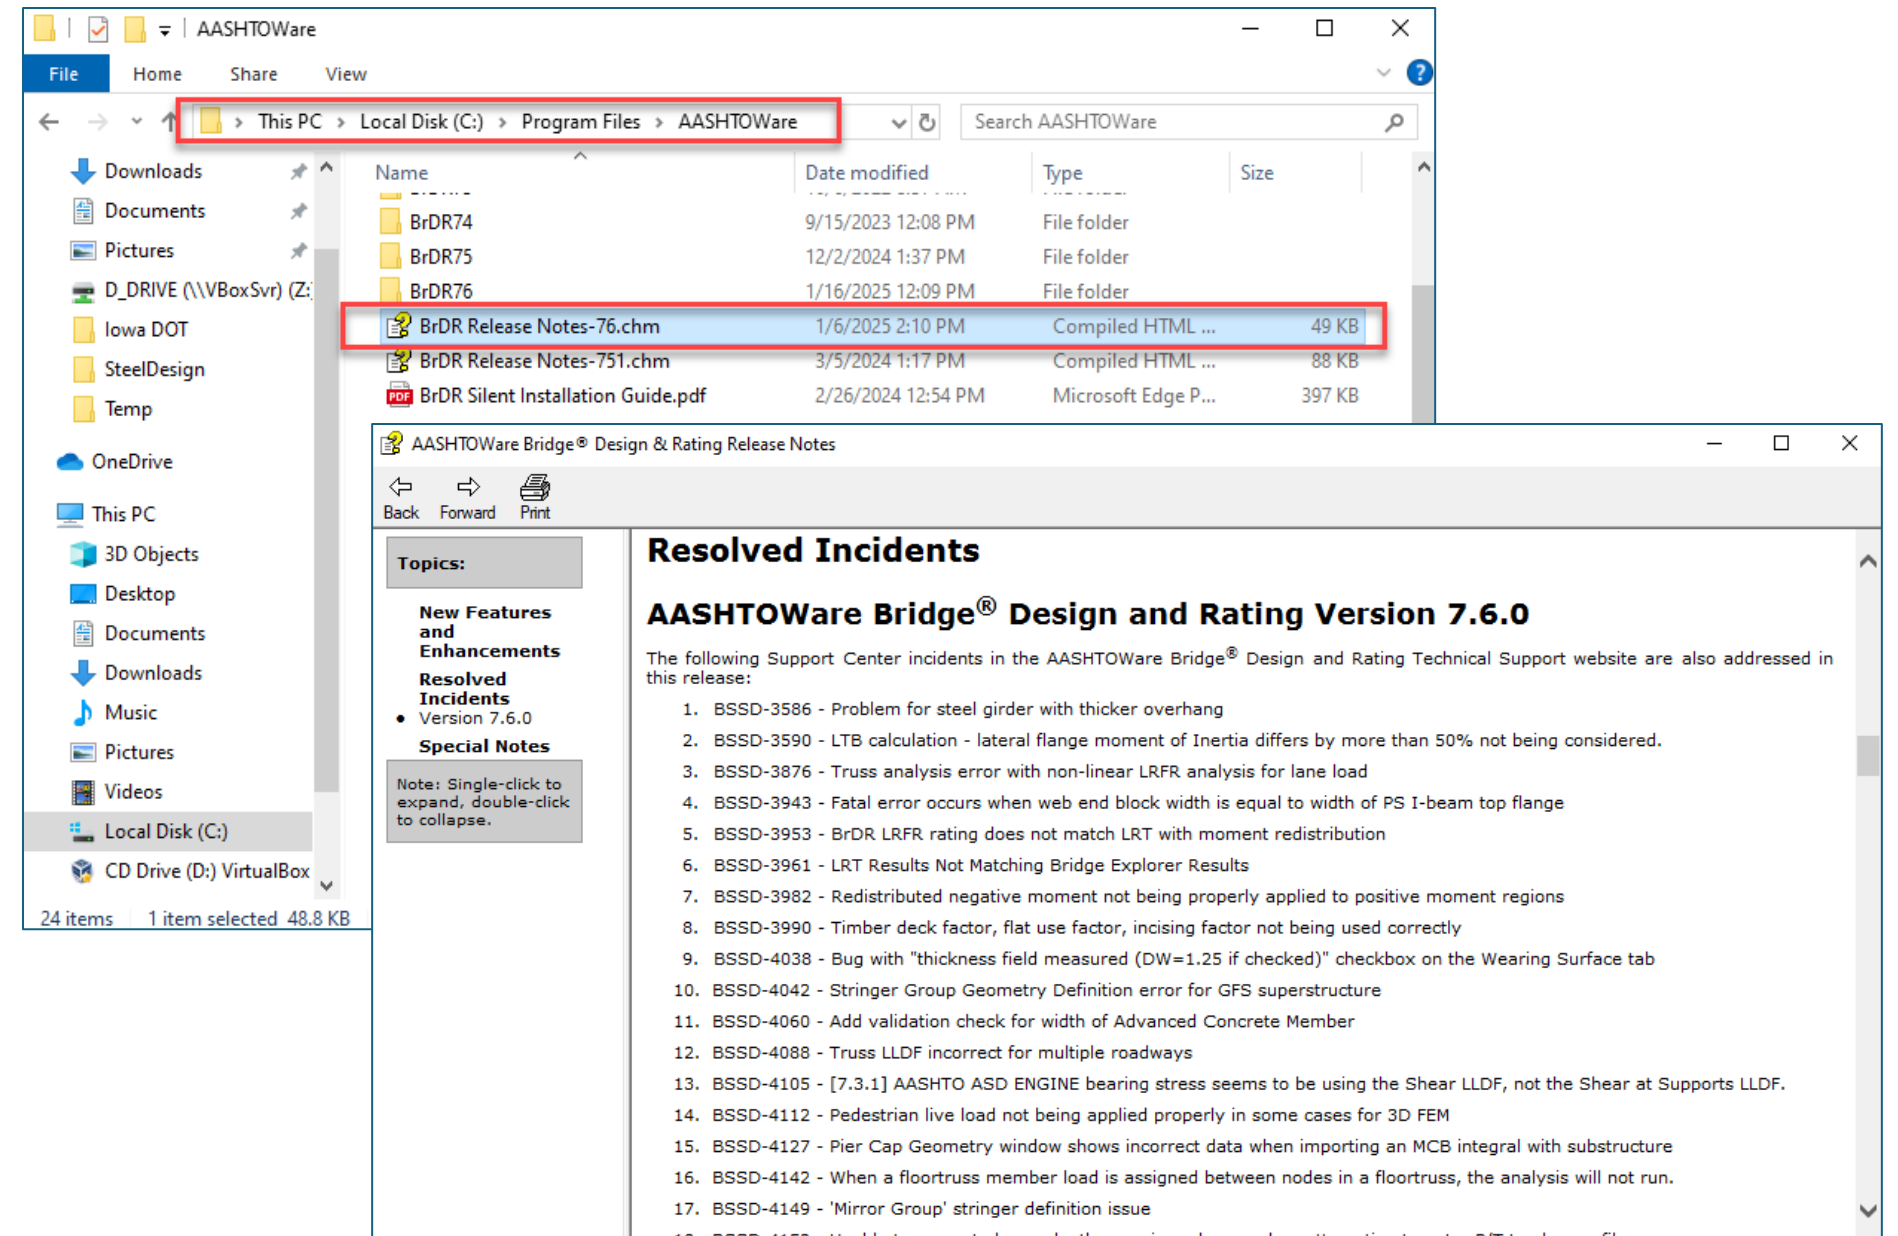 AASHTOWare
File Home Share View
This PC > Local Disk (C:) > Program Files > AASHTOWare
Search AASHTOWare
Downloads
Documents
Pictures
D_DRIVE (\\VBoxSvr) (Z:
Iowa DOT
SteelDesign
Temp
OneDrive
This PC
3D Objects
Desktop
Documents
Downloads
Music
Pictures
Videos
Local Disk (C:)
CD Drive (D:) VirtualBox
Name Date modified Type Size
BrDR74 9/15/2023 12:08 PM File folder
BrDR75 12/2/2024 1:37 PM File folder
BrDR76 1/16/2025 12:09 PM File folder
BrDR Release Notes-76.chm 1/6/2025 2:10 PM Compiled HTML ... 49 KB
BrDR Release Notes-751.chm 3/5/2024 1:17 PM Compiled HTML ... 88 KB
PDF BrDR Silent Installation Guide.pdf 2/26/2024 12:54 PM Microsoft Edge P... 397 KB
24 items 1 item selected 48.8 KB
AASHTOWare Bridge® Design & Rating Release Notes
Back Forward Print
Topics:
New Features
and
Enhancements
Resolved
Incidents
• Version 7.6.0
Special Notes
Note: Single-click to
expand, double-click
to collapse.
Resolved Incidents
AASHTOWare Bridge® Design and Rating Version 7.6.0
The following Support Center incidents in the AASHTOWare Bridge® Design and Rating Technical Support website are also addressed in
this release:
1. BSSD-3586 - Problem for steel girder with thicker overhang
2. BSSD-3590 - LTB calculation - lateral flange moment of Inertia differs by more than 50% not being considered.
3. BSSD-3876 - Truss analysis error with non-linear LRFR analysis for lane load
4. BSSD-3943 - Fatal error occurs when web end block width is equal to width of PS I-beam top flange
5. BSSD-3953 - BrDR LRFR rating does not match LRT with moment redistribution
6. BSSD-3961 - LRT Results Not Matching Bridge Explorer Results
7. BSSD-3982 - Redistributed negative moment not being properly applied to positive moment regions
8. BSSD-3990 - Timber deck factor, flat use factor, incising factor not being used correctly
9. BSSD-4038 - Bug with "thickness field measured (DW=1.25 if checked)" checkbox on the Wearing Surface tab
10. BSSD-4042 - Stringer Group Geometry Definition error for GFS superstructure
11. BSSD-4060 - Add validation check for width of Advanced Concrete Member
12. BSSD-4088 - Truss LLDF incorrect for multiple roadways
13. BSSD-4105 - [7.3.1] AASHTO ASD ENGINE bearing stress seems to be using the Shear LLDF, not the Shear at Supports LLDF.
14. BSSD-4112 - Pedestrian live load not being applied properly in some cases for 3D FEM
15. BSSD-4127 - Pier Cap Geometry window shows incorrect data when importing an MCB integral with substructure
16. BSSD-4142 - When a floortruss member load is assigned between nodes in a floortruss, the analysis will not run.
17. BSSD-4149 - 'Mirror Group' stringer definition issue